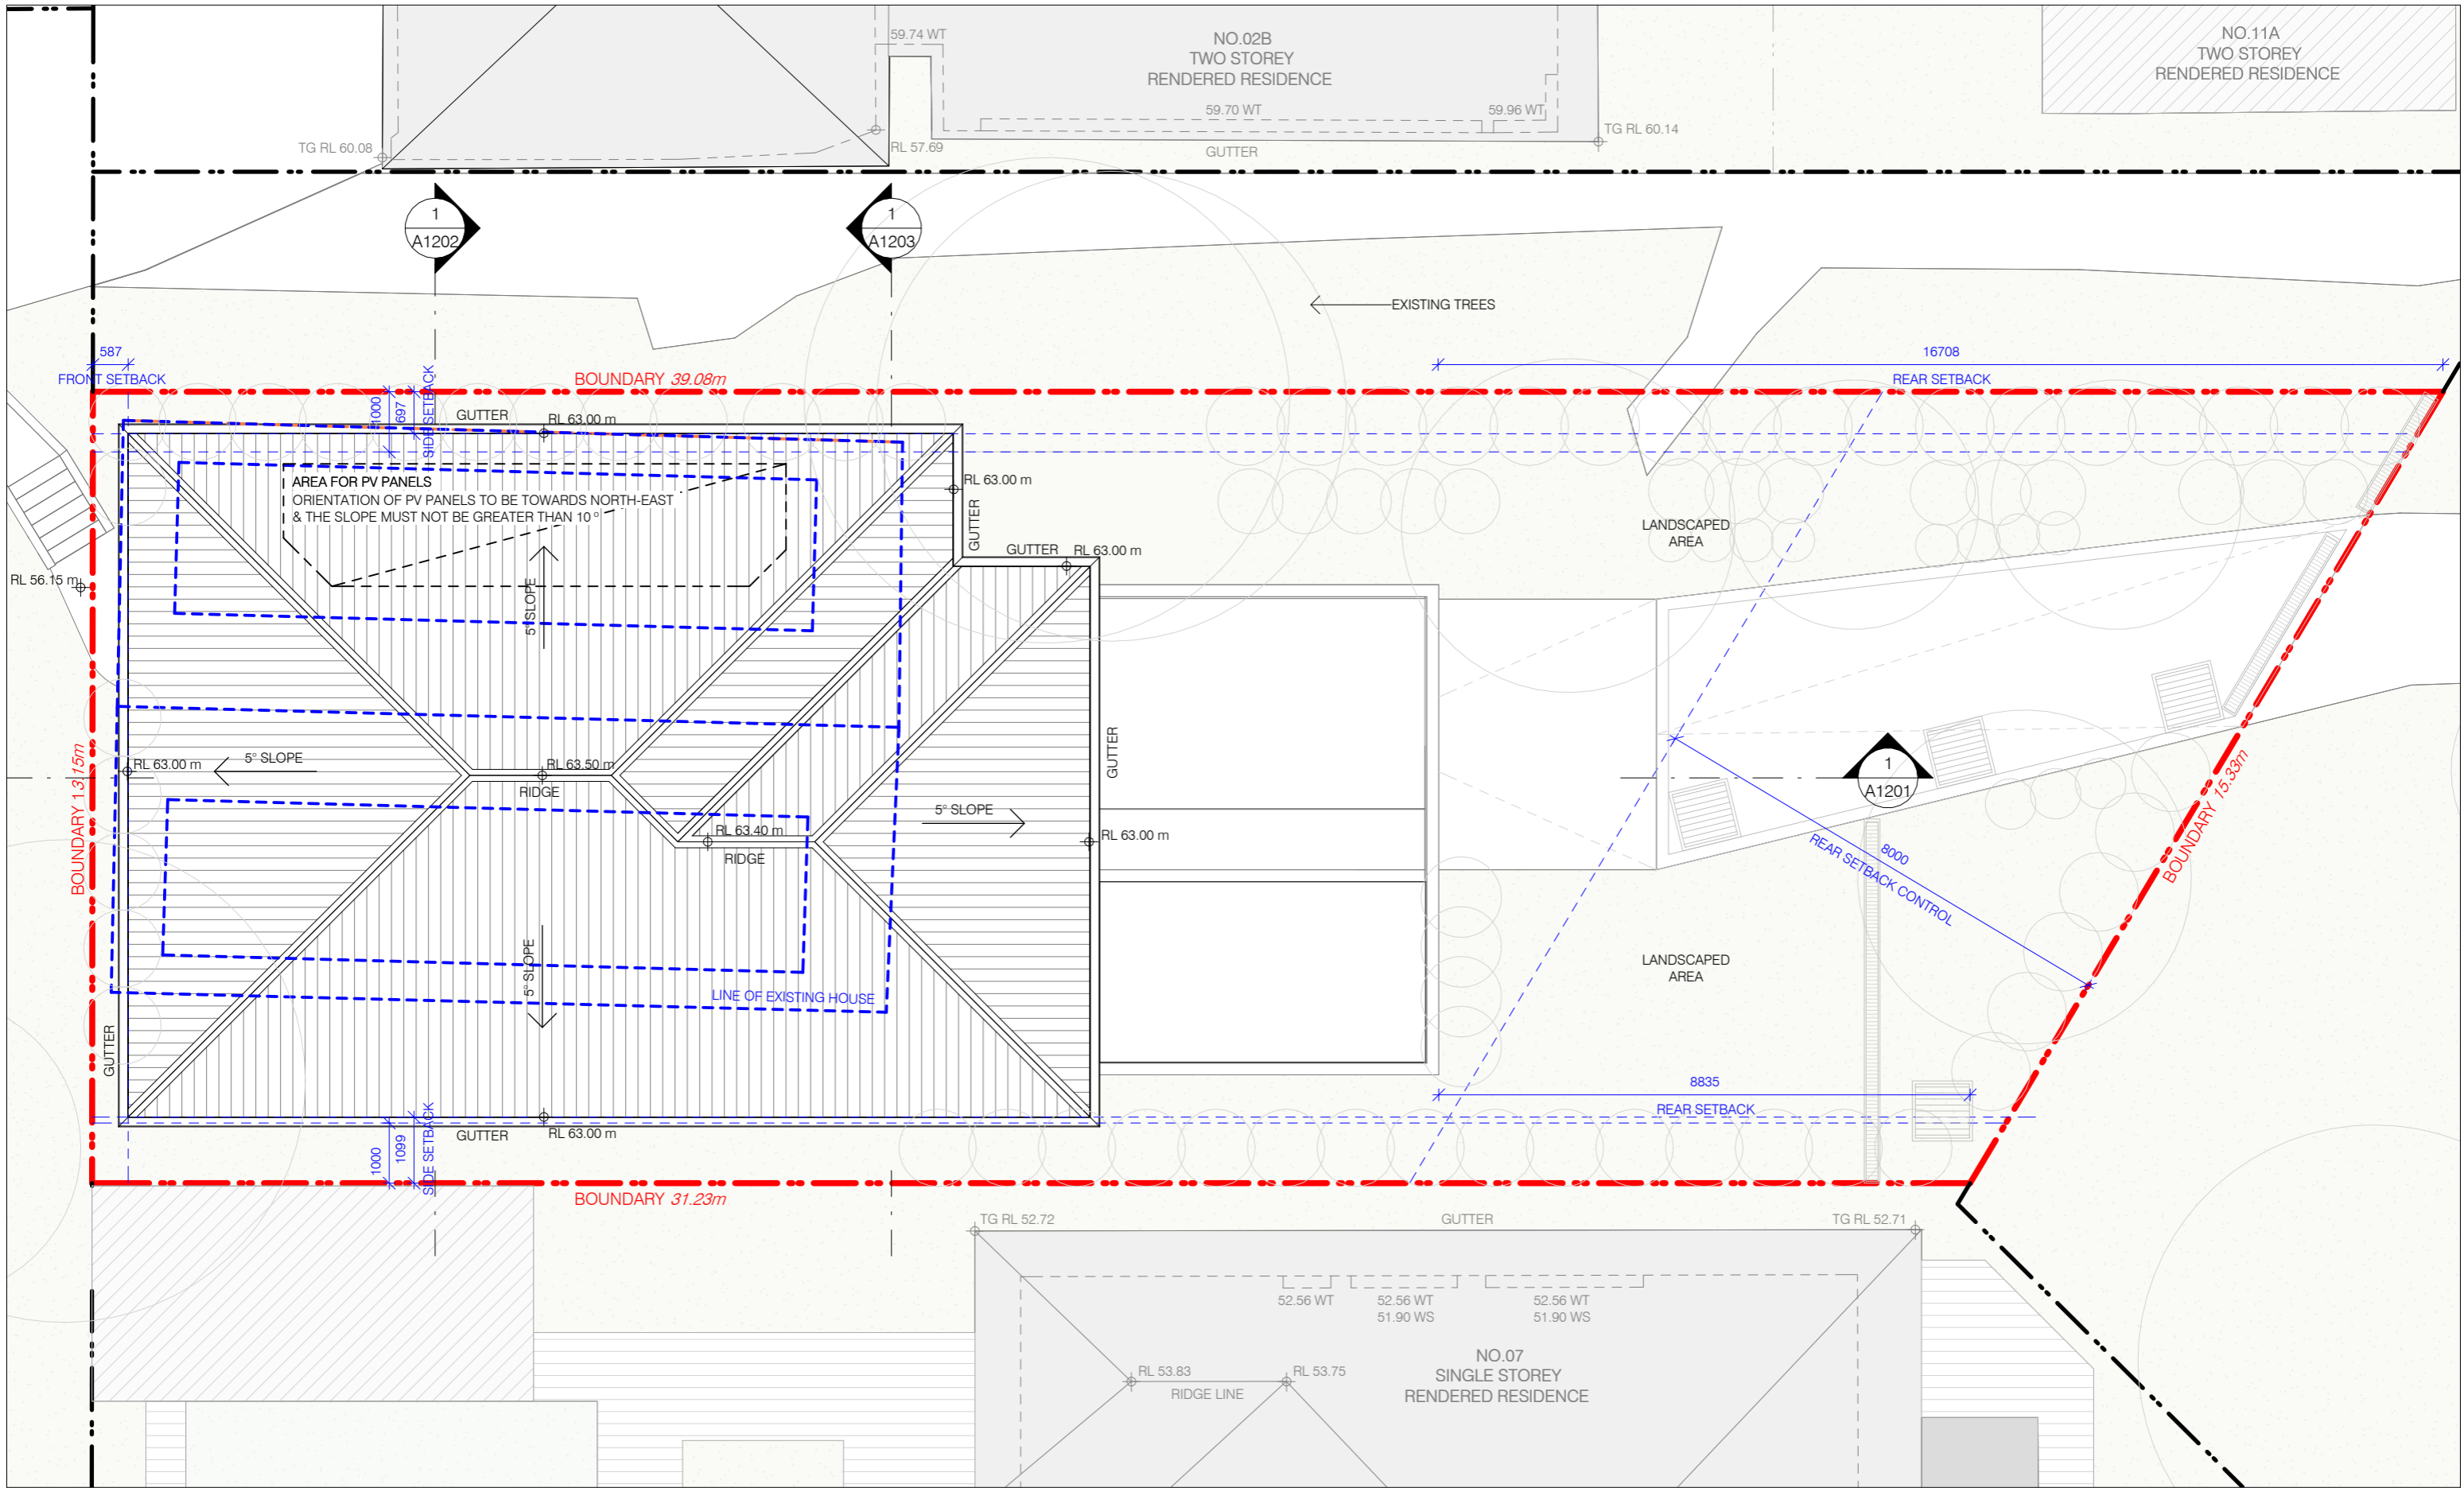 59.74 WT
NO.02B
TWO STOREY
RENDERED RESIDENCE
NO.11A
TWO STOREY
RENDERED RESIDENCE
59.70 WT
59.96 WT
TG RL 60.08
RL 57.69
GUTTER
TG RL 60.14
1
A1202
1
A1203
EXISTING TREES
587
FRONT SETBACK
BOUNDARY 39.08m
16708
REAR SETBACK
1000
697
SIDE SETBACK
GUTTER
RL 63.00 m
AREA FOR PV PANELS
ORIENTATION OF PV PANELS TO BE TOWARDS NORTH-EAST
& THE SLOPE MUST NOT BE GREATER THAN 10 °
RL 63.00 m
GUTTER
GUTTER
RL 63.00 m
LANDSCAPED
AREA
RL 56.15 m
5° SLOPE
BOUNDARY 13.15m
RL 63.00 m
5° SLOPE
RL 63.50 m
RIDGE
GUTTER
5° SLOPE
RL 63.40 m
RIDGE
RL 63.00 m
1
A1201
8000
REAR SETBACK CONTROL
BOUNDARY 15.33m
5° SLOPE
LINE OF EXISTING HOUSE
LANDSCAPED
AREA
GUTTER
8835
REAR SETBACK
GUTTER
RL 63.00 m
1000
1099
SIDE SETBACK
BOUNDARY 31.23m
TG RL 52.72
GUTTER
TG RL 52.71
52.56 WT
52.56 WT
51.90 WS
52.56 WT
51.90 WS
NO.07
SINGLE STOREY
RENDERED RESIDENCE
RL 53.83
RL 53.75
RIDGE LINE